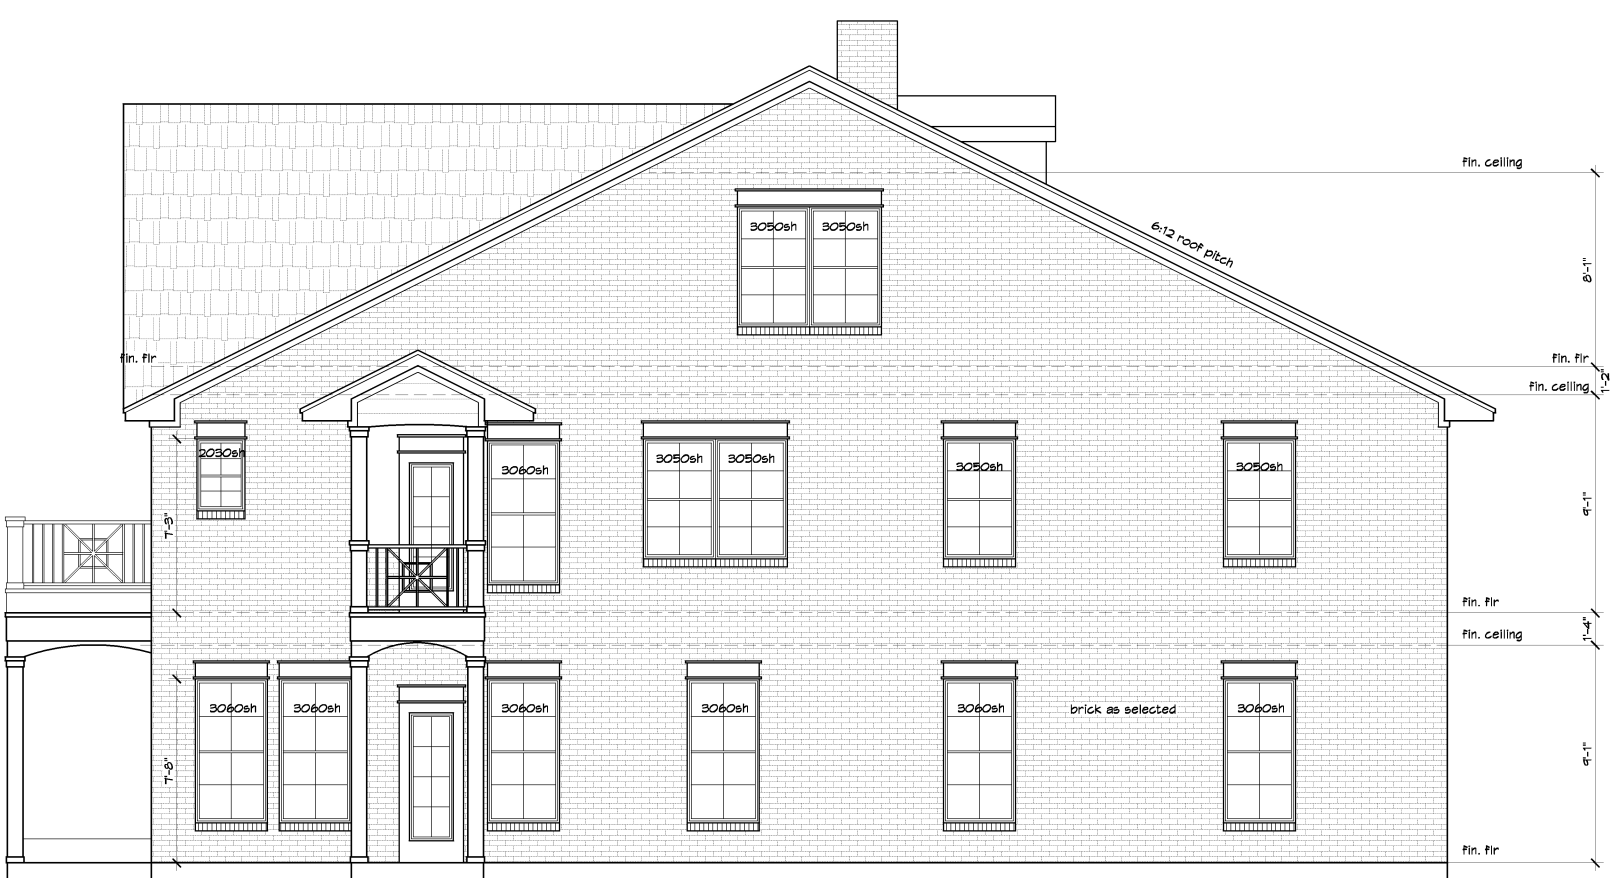 fin. ceiling
3050sh 3050sh
6:12 roof pitch
8'-1"
fin. flr
fin. flr
1'-2"
fin. ceiling
2030sh
3060sh
3050sh 3050sh
3050sh
3050sh
7'-3"
9'-1"
fin. flr
1'-4"
fin. ceiling
3060sh 3060sh
3060sh
3060sh
3060sh
brick as selected
3060sh
7'-8"
9'-1"
fin. flr